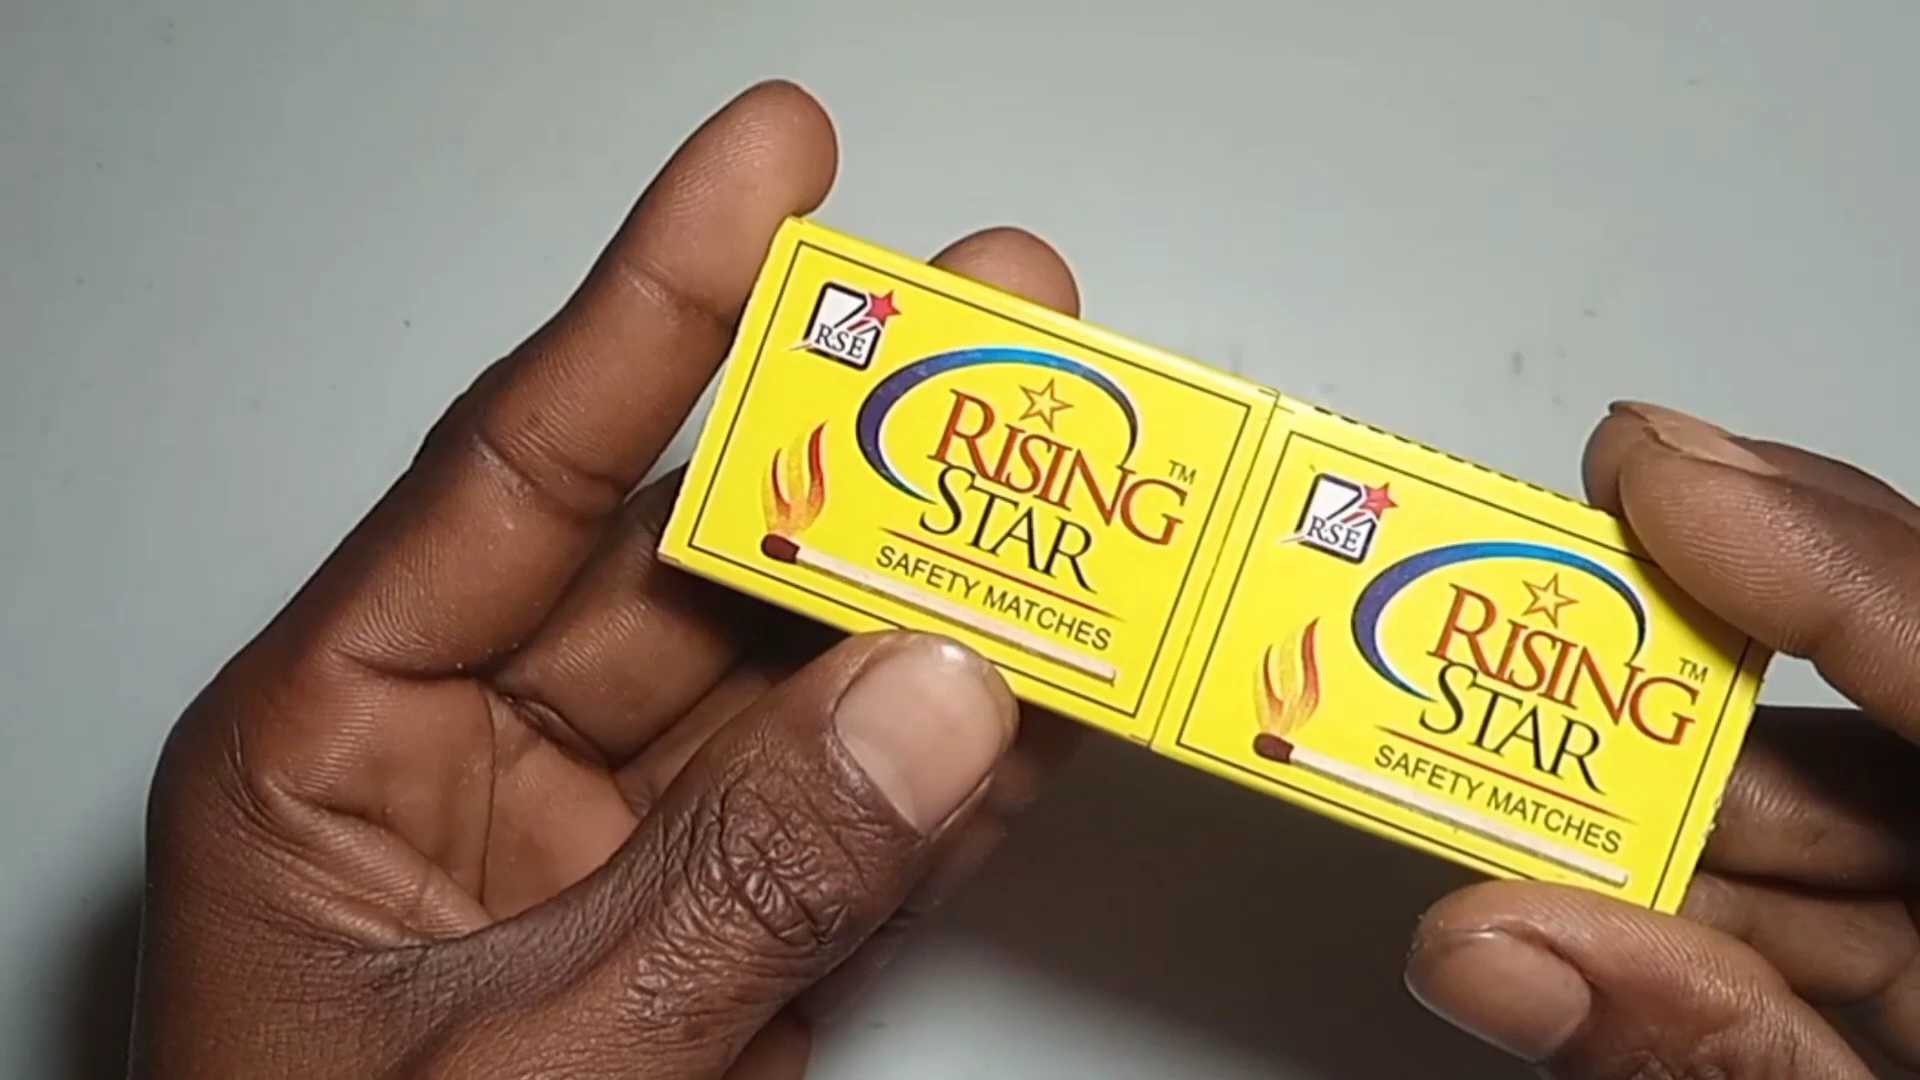 RSE
RISING
STAR
TM
SAFETY MATCHES
RSE
RISING
STAR
TM
SAFETY MATCHES